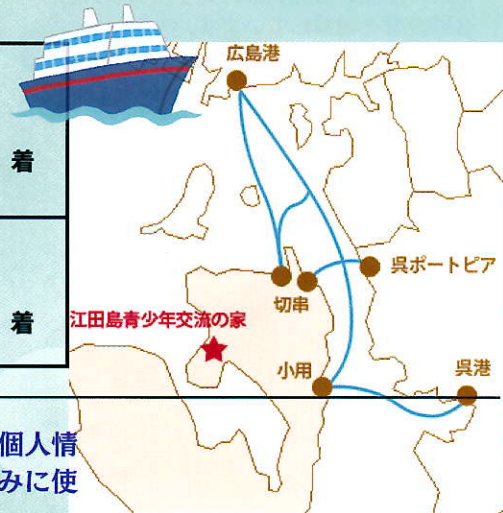 着
着
広島港
呉ポートピア
切串
江田島青少年交流の家
小用
呉港
個人情
みに使